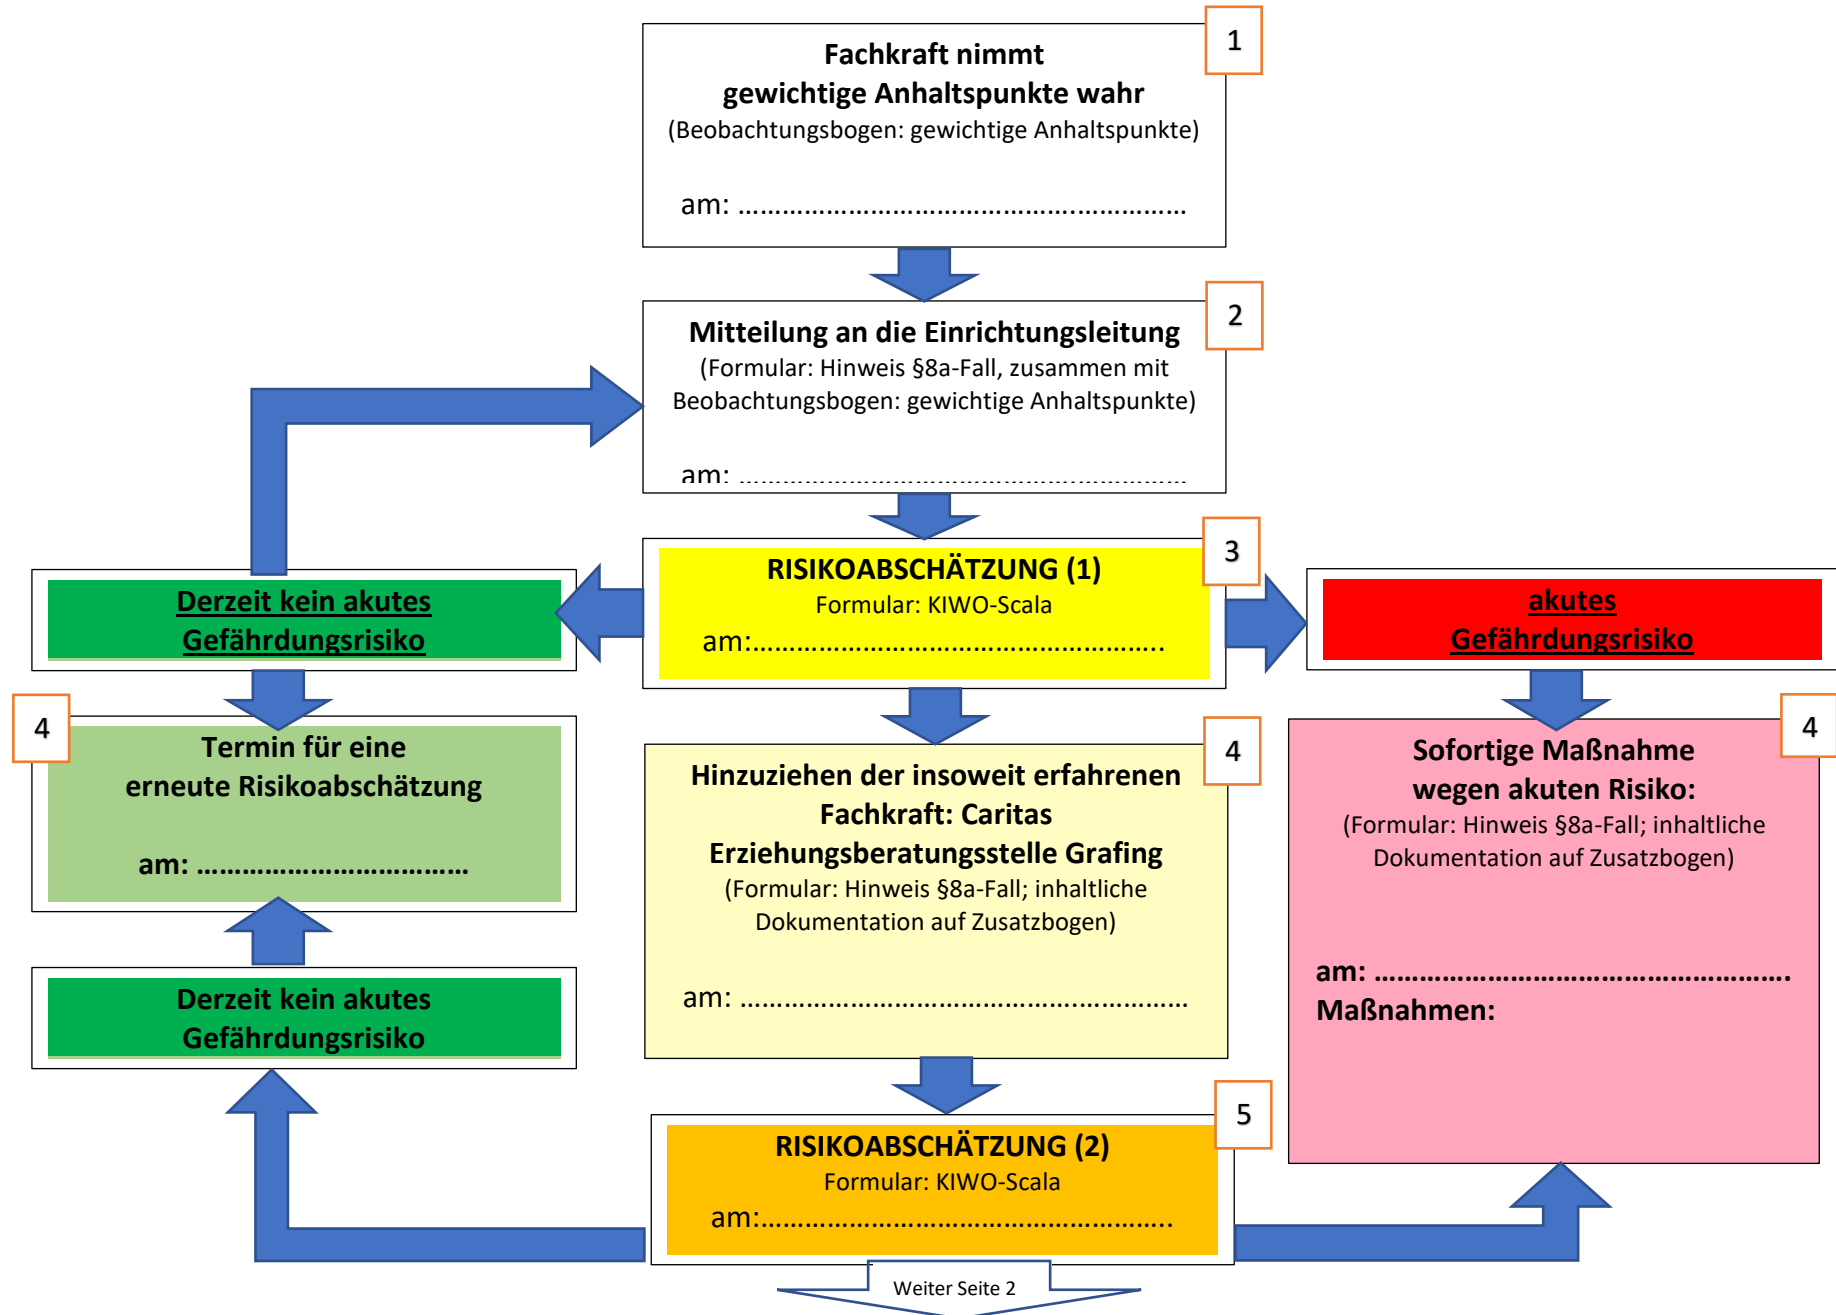 1
Fachkraft nimmt
gewichtige Anhaltspunkte wahr
(Beobachtungsbogen: gewichtige Anhaltspunkte)
am: ……………………………………….……………
2
Mitteilung an die Einrichtungsleitung
(Formular: Hinweis §8a-Fall, zusammen mit
Beobachtungsbogen: gewichtige Anhaltspunkte)
am: ……………………………………….……………
3
RISIKOABSCHÄTZUNG (1)
Formular: KIWO-Scala
am:………………………………………………..
Derzeit kein akutes
Gefährdungsrisiko
akutes
Gefährdungsrisiko
4
Termin für eine
erneute Risikoabschätzung
am: ………………………………
4
Hinzuziehen der insoweit erfahrenen
Fachkraft: Caritas
Erziehungsberatungsstelle Grafing
(Formular: Hinweis §8a-Fall; inhaltliche
Dokumentation auf Zusatzbogen)
am: ……………………………………….……………
4
Sofortige Maßnahme
wegen akuten Risiko:
(Formular: Hinweis §8a-Fall; inhaltliche
Dokumentation auf Zusatzbogen)
am: ……………………………………………….
Maßnahmen:
Derzeit kein akutes
Gefährdungsrisiko
5
RISIKOABSCHÄTZUNG (2)
Formular: KIWO-Scala
am:………………………………………………..
Weiter Seite 2